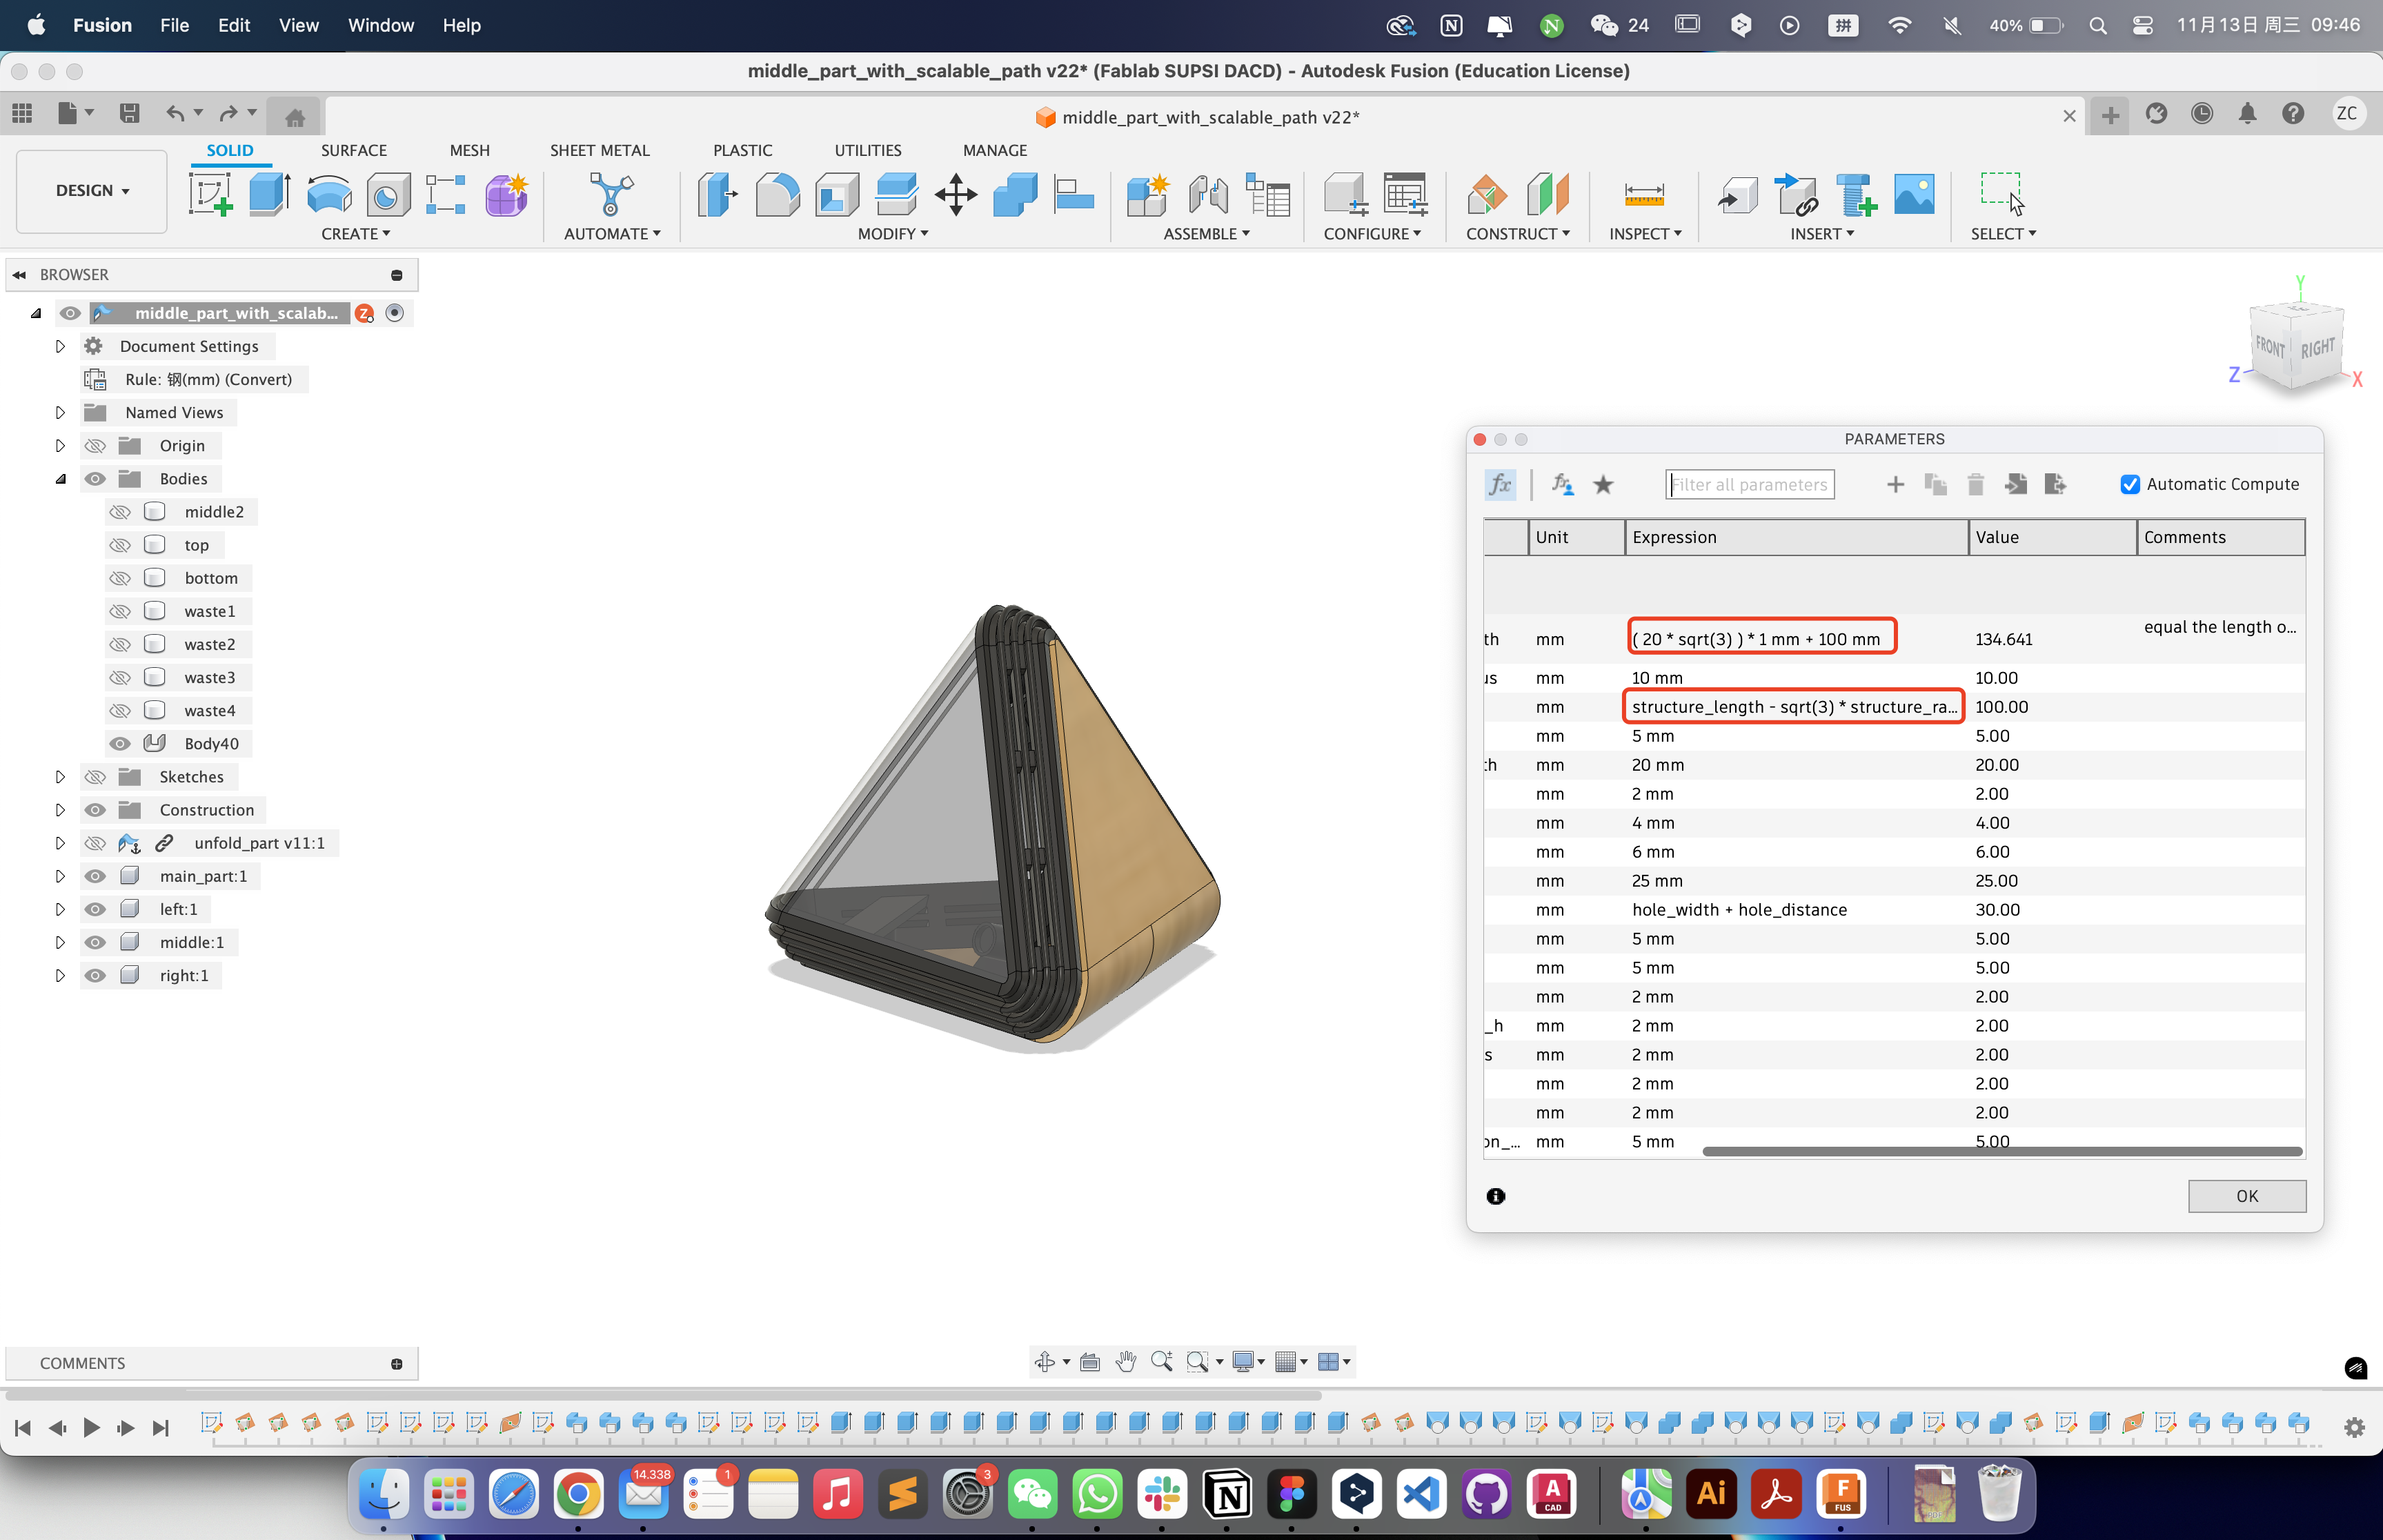 Fusion File Edit View Window Help 24 拼 40% 11月13日 周三 09:46
middle_part_with_scalable_path v22* (Fablab SUPSI DACD) - Autodesk Fusion (Education License)
middle_part_with_scalable_path v22* ZC
SOLID SURFACE MESH SHEET METAL PLASTIC UTILITIES MANAGE
DESIGN
CREATE AUTOMATE MODIFY ASSEMBLE CONFIGURE CONSTRUCT INSPECT INSERT SELECT
BROWSER
middle_part_with_scalab...
Document Settings
Rule: 钢(mm) (Convert)
Named Views
Origin
Bodies
middle2
top
bottom
waste1
waste2
waste3
waste4
Body40
Sketches
Construction
unfold_part v11:1
main_part:1
left:1
middle:1
right:1
Y
FRONT RIGHT
Z X
PARAMETERS
fx Filter all parameters Automatic Compute
Unit Expression Value Comments
th mm ( 20 * sqrt(3) ) * 1 mm + 100 mm 134.641 equal the length o...
us mm 10 mm 10.00
mm structure_length - sqrt(3) * structure_ra... 100.00
mm 5 mm 5.00
th mm 20 mm 20.00
mm 2 mm 2.00
mm 4 mm 4.00
mm 6 mm 6.00
mm 25 mm 25.00
mm hole_width + hole_distance 30.00
mm 5 mm 5.00
mm 5 mm 5.00
mm 2 mm 2.00
_h mm 2 mm 2.00
s mm 2 mm 2.00
mm 2 mm 2.00
mm 2 mm 2.00
on_... mm 5 mm 5.00
OK
COMMENTS
14.338 1 3
A CAD Ai F FUS